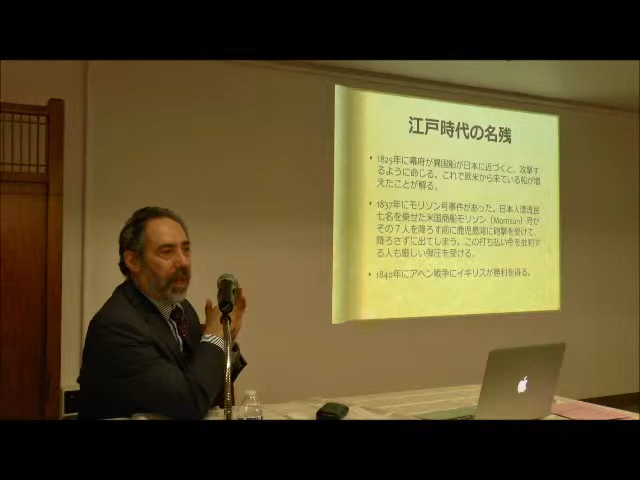 江戸時代の名残
• 1825年に幕府が異国船が日本に近づくと、攻撃す
るように命じる。これで欧米から来ている船が増
えたことが解る。
• 1837年にモリソン号事件があった。日本人漂流民
七名を乗せた米国商船モリソン（Morrison）号が
その７人を降ろす前に鹿児島湾に砲撃を受けて、
降ろさずに出てしまう。この打ち払い令を批判す
る人も厳しい弾圧を受ける。
• 1840年にアヘン戦争にイギリスが勝利を得る。